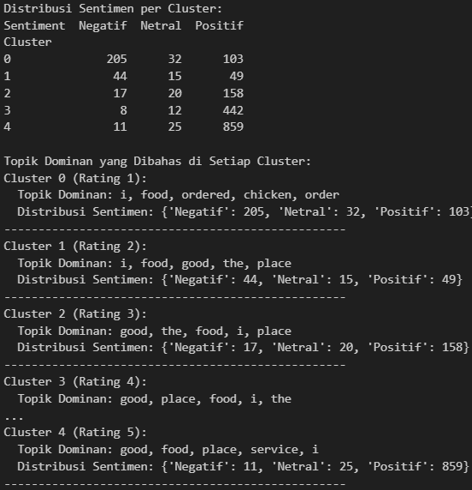 Distribusi Sentimen per Cluster:
Sentiment  Negatif  Netral  Positif
Cluster
0              205      32      103
1               44      15       49
2               17      20      158
3                8      12      442
4               11      25      859

Topik Dominan yang Dibahas di Setiap Cluster:
Cluster 0 (Rating 1):
  Topik Dominan: i, food, ordered, chicken, order
  Distribusi Sentimen: {'Negatif': 205, 'Netral': 32, 'Positif': 103}
--------------------------------------------------
Cluster 1 (Rating 2):
  Topik Dominan: i, food, good, the, place
  Distribusi Sentimen: {'Negatif': 44, 'Netral': 15, 'Positif': 49}
--------------------------------------------------
Cluster 2 (Rating 3):
  Topik Dominan: good, the, food, i, place
  Distribusi Sentimen: {'Negatif': 17, 'Netral': 20, 'Positif': 158}
--------------------------------------------------
Cluster 3 (Rating 4):
  Topik Dominan: good, place, food, i, the
...
Cluster 4 (Rating 5):
  Topik Dominan: good, food, place, service, i
  Distribusi Sentimen: {'Negatif': 11, 'Netral': 25, 'Positif': 859}
--------------------------------------------------